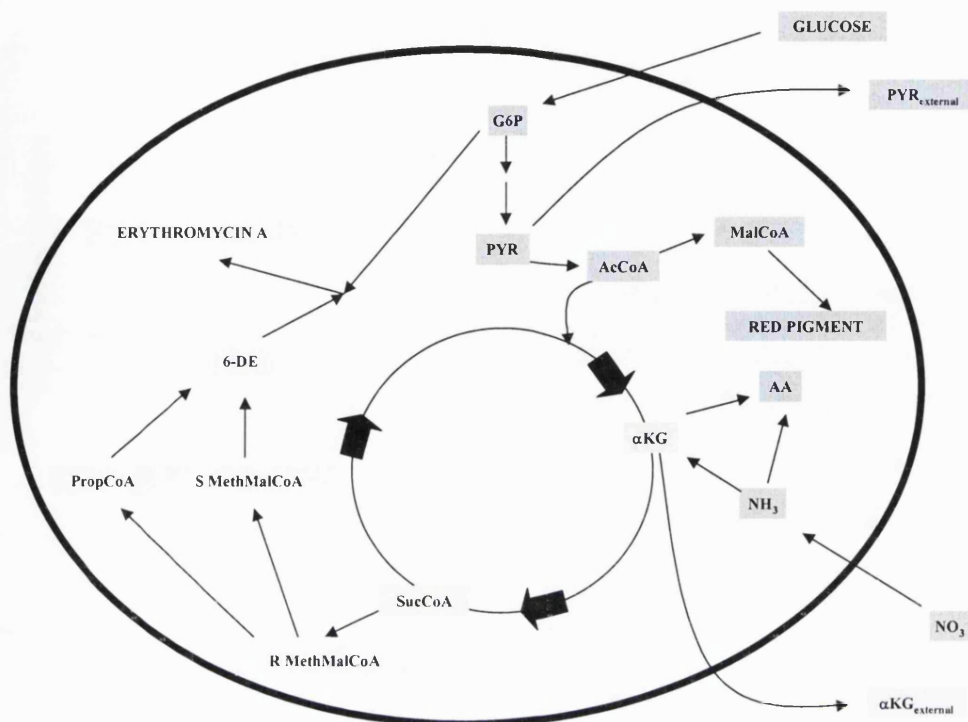 GLUCOSE
PYRexternal
G6P
ERYTHROMYCIN A
PYR
MalCoA
AcCoA
RED PIGMENT
6-DE
AA
αKG
PropCoA
S MethMalCoA
NH₃
SucCoA
NO₃
R MethMalCoA
αKGexternal